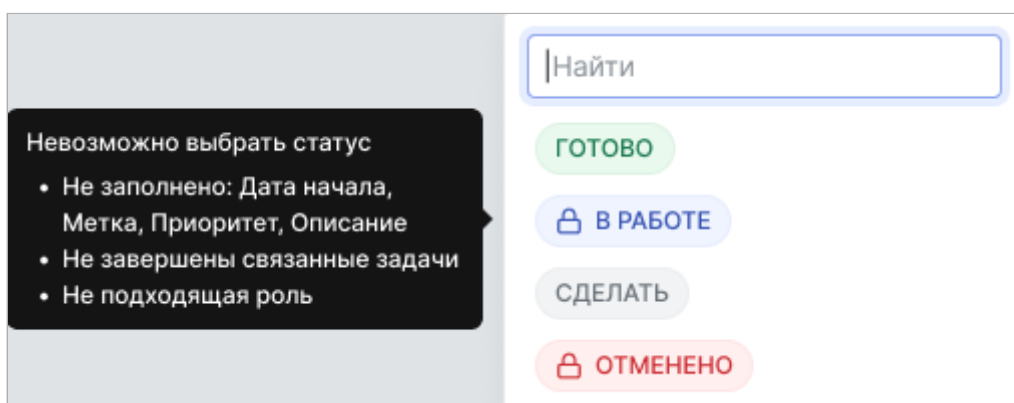 Найти
Невозможно выбрать статус
• Не заполнено: Дата начала,
Метка, Приоритет, Описание
• Не завершены связанные задачи
• Не подходящая роль
ГОТОВО
В РАБОТЕ
СДЕЛАТЬ
ОТМЕНЕНО